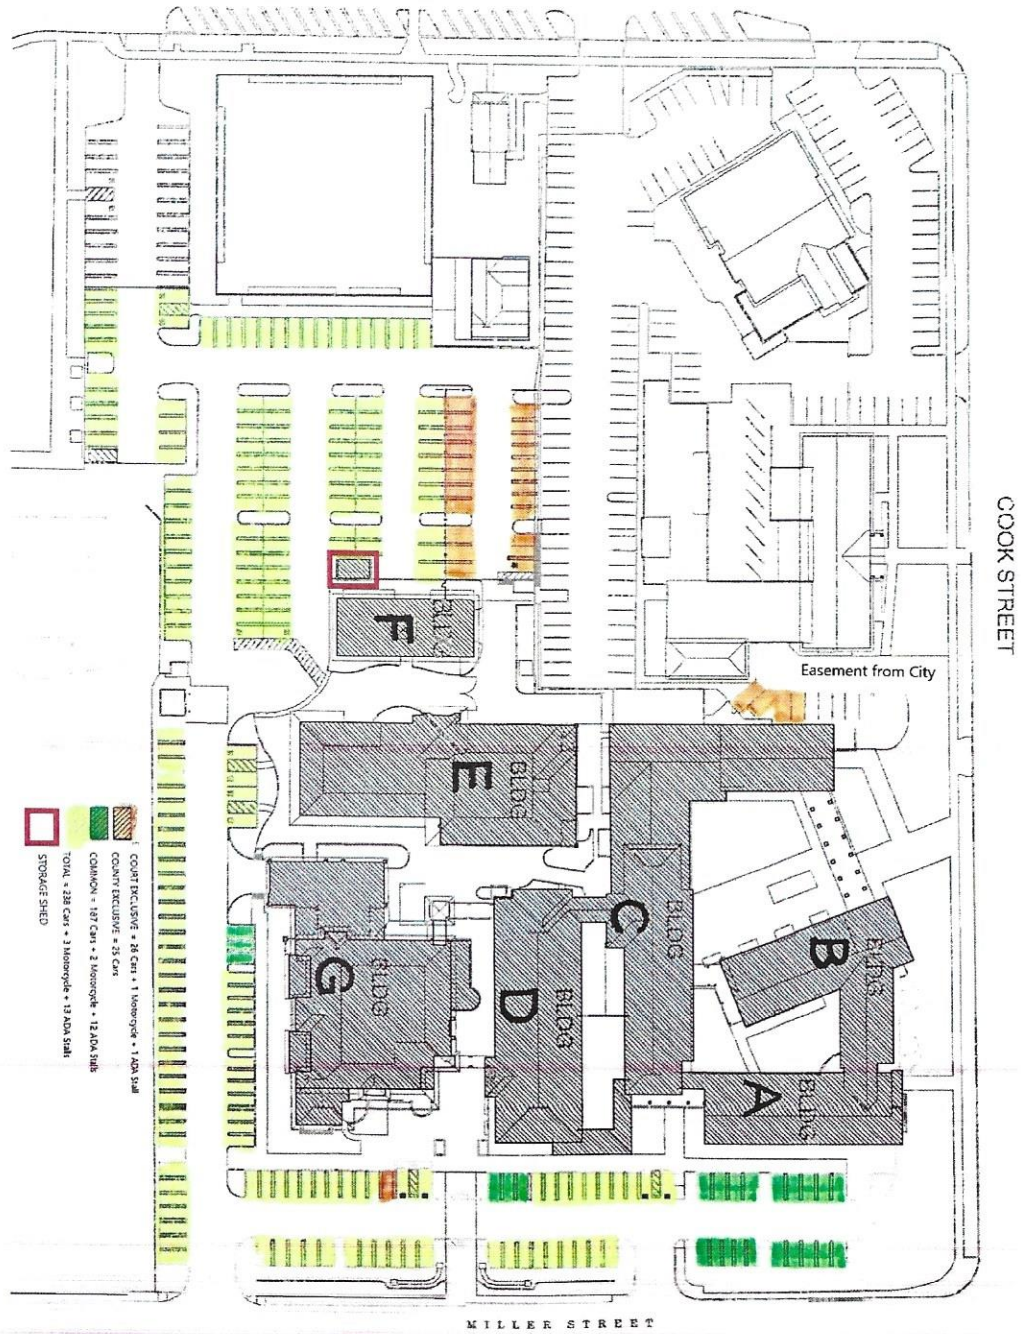 COOK STREET
Easement from City
BLDG
F
BLDG
E
BLDG
C
BLDG
B
BLDG
D
BLDG
G
BLDG
A
COURT EXCLUSIVE = 26 Cars + 1 Motorcycle + 1 ADA Stall
COUNTY EXCLUSIVE = 25 Cars
COMMON = 187 Cars + 2 Motorcycle + 12 ADA Stalls
TOTAL = 238 Cars + 3 Motorcycle + 13 ADA Stalls
STORAGE SHED
MILLER STREET